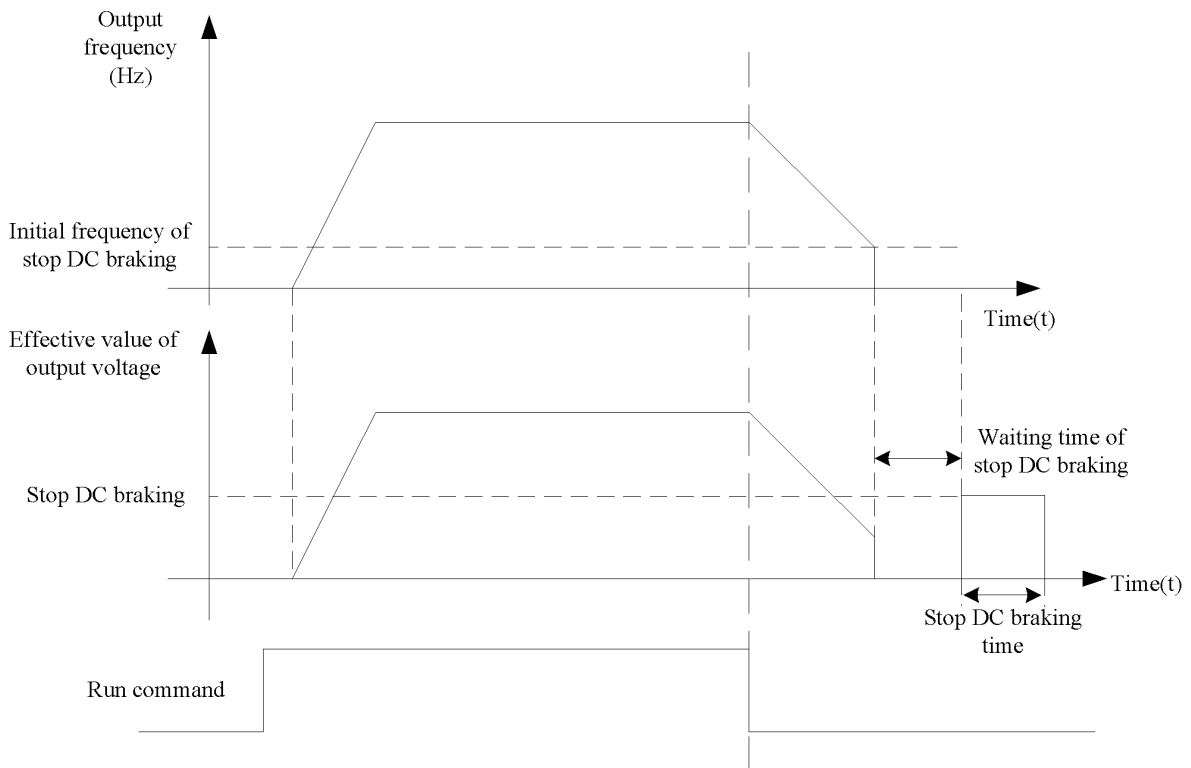 Output
frequency
(Hz)
Initial frequency of
stop DC braking
Time(t)
Effective value of
output voltage
Waiting time of
stop DC braking
Stop DC braking
Time(t)
Stop DC braking
time
Run command